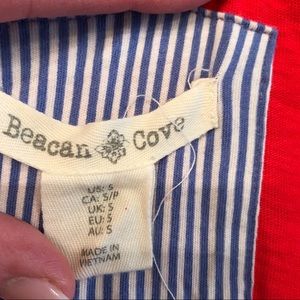 Beacan Cove
US: S
CA: S/P
UK: S
EU: S
AU: S
MADE IN
VIETNAM